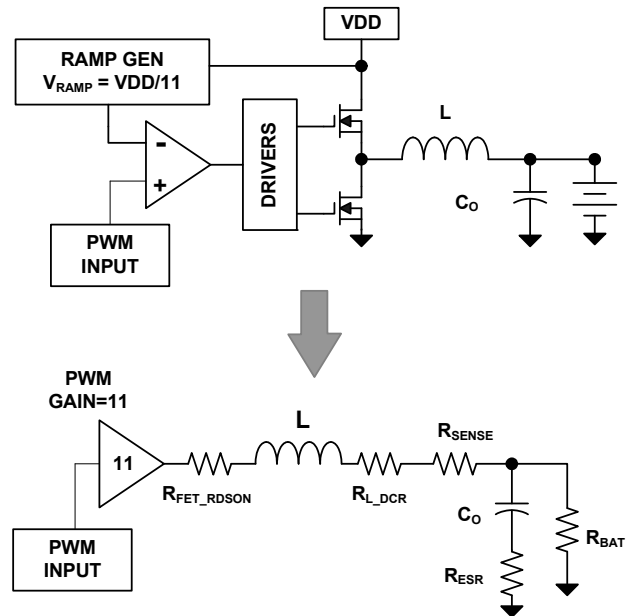 VDD
RAMP GEN
VRAMP = VDD/11
L
-
+
DRIVERS
CO
PWM
INPUT
PWM
GAIN=11
L
RSENSE
11
RFET_RDSON
RL_DCR
CO
RBAT
PWM
INPUT
RESR